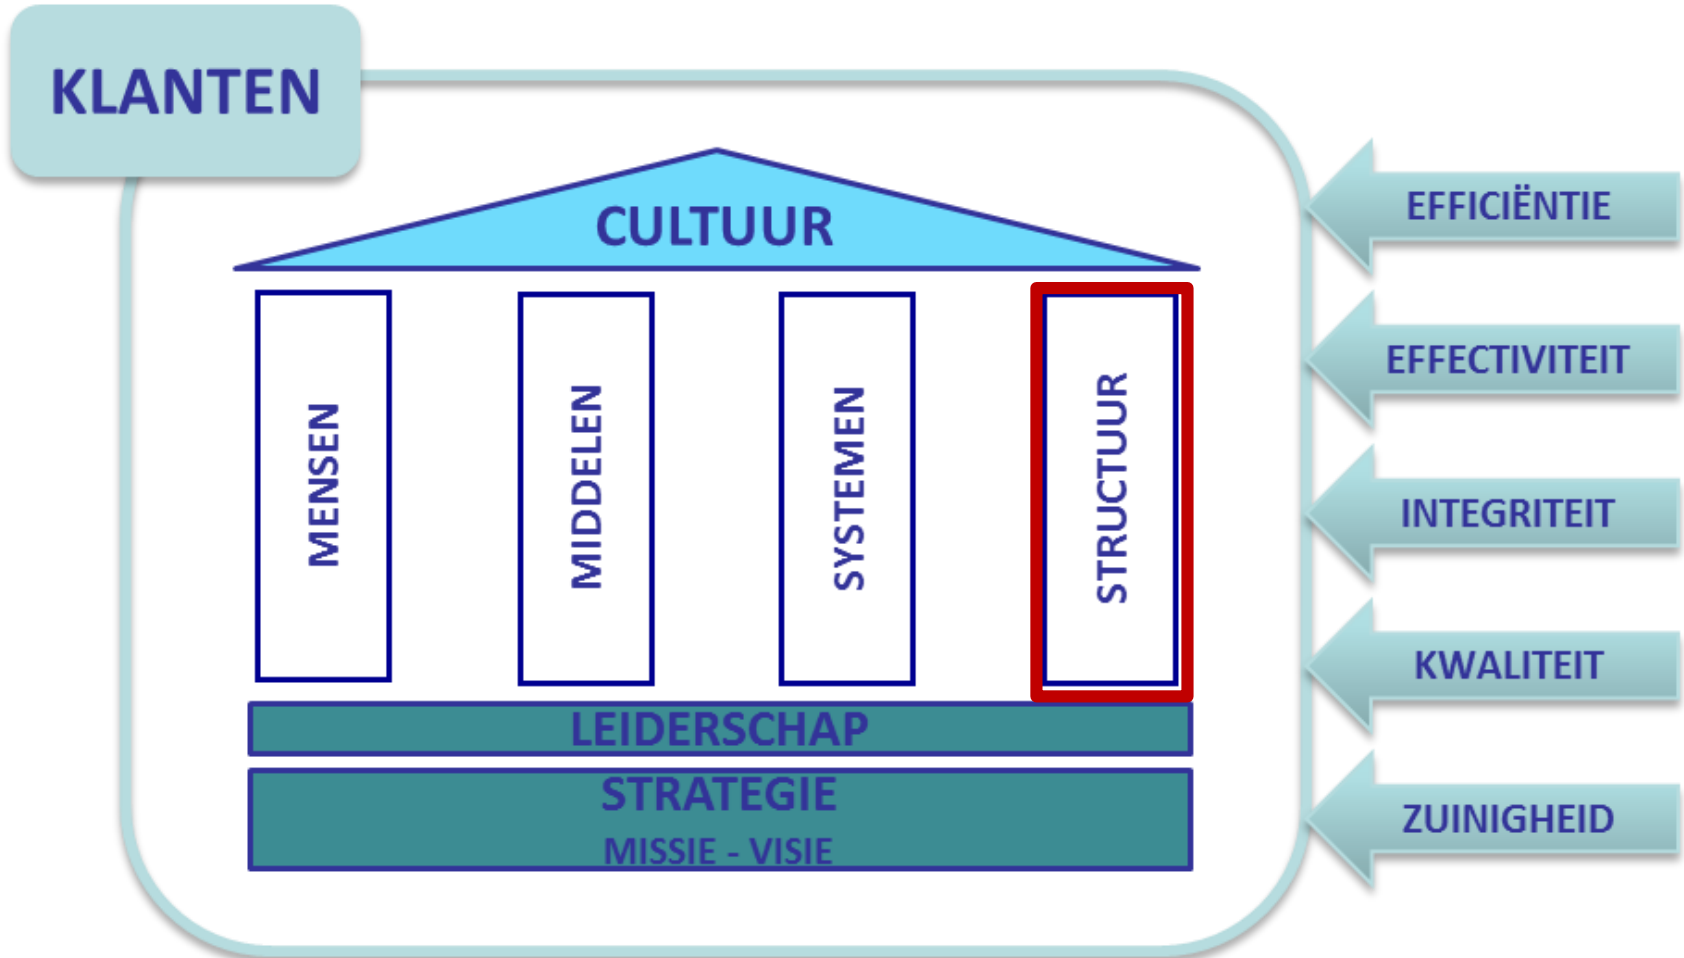 KLANTEN
CULTUUR
MENSEN
MIDDELEN
SYSTEMEN
STRUCTUUR
LEIDERSCHAP
STRATEGIE
MISSIE - VISIE
EFFICIËNTIE
EFFECTIVITEIT
INTEGRITEIT
KWALITEIT
ZUINIGHEID